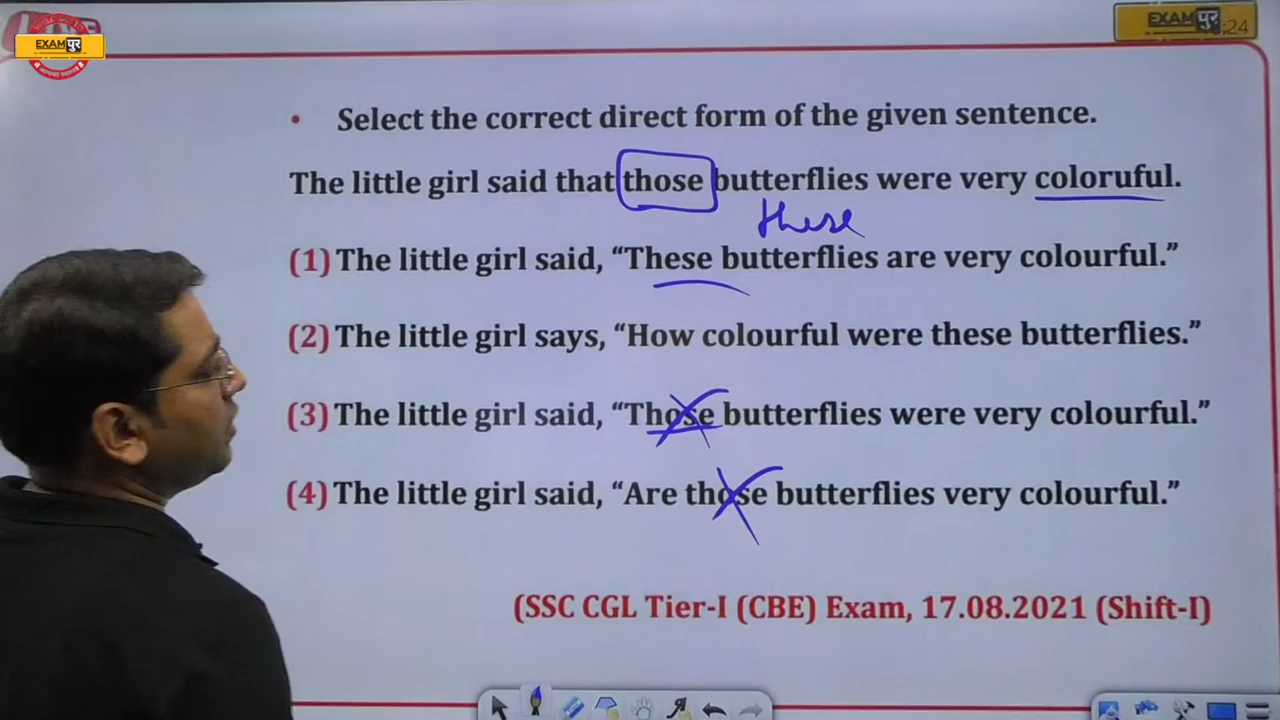 EXAMपुर
EXAMपुर
:24
• Select the correct direct form of the given sentence.
The little girl said that those butterflies were very coloruful.
these
(1) The little girl said, “These butterflies are very colourful.”
(2) The little girl says, “How colourful were these butterflies.”
(3) The little girl said, “Those butterflies were very colourful.”
(4) The little girl said, “Are those butterflies very colourful.”
(SSC CGL Tier-I (CBE) Exam, 17.08.2021 (Shift-I)